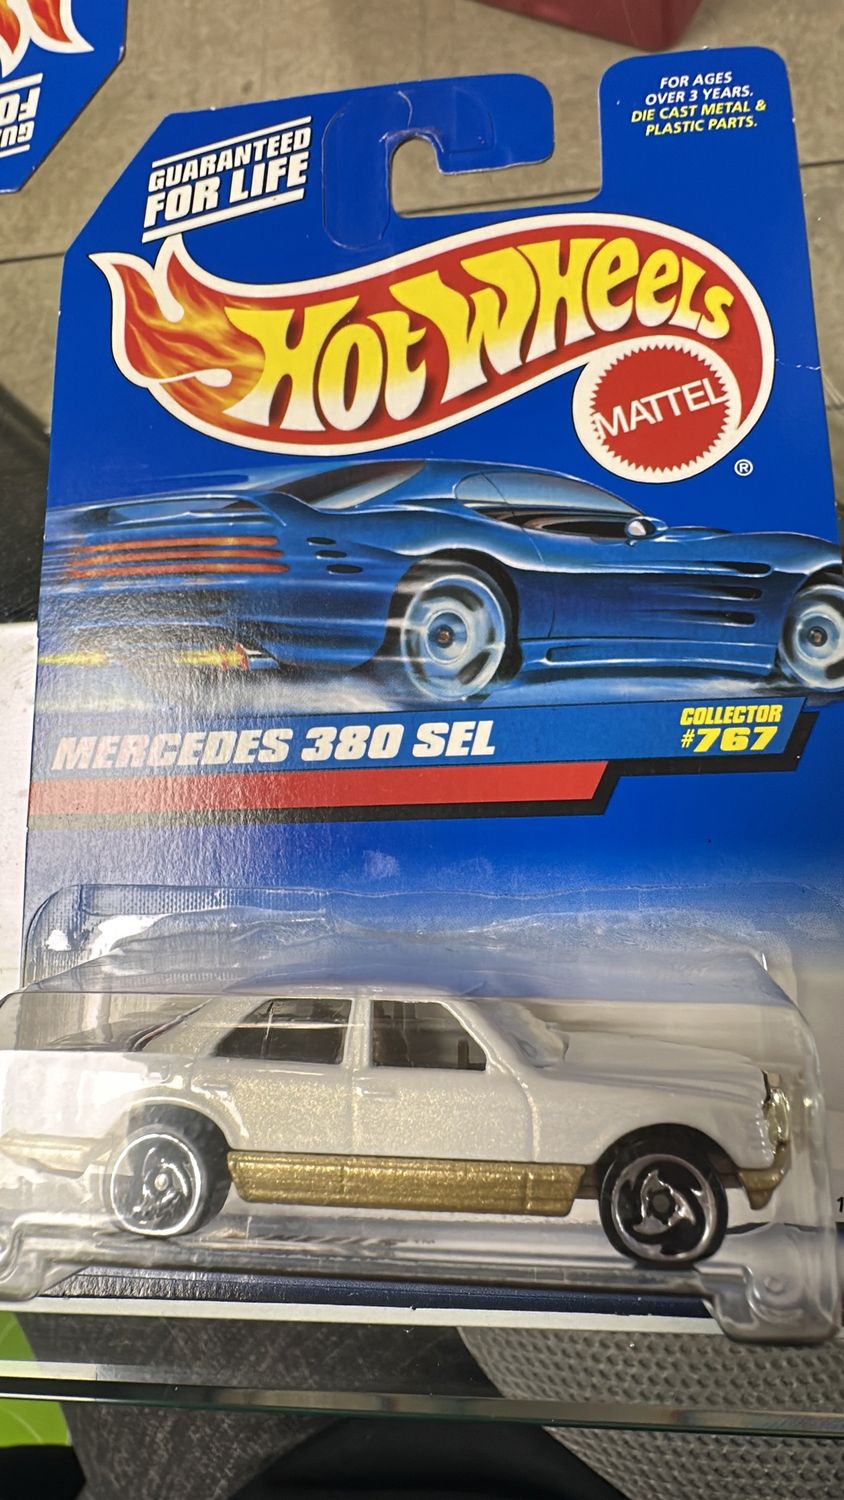 GUARANTEED
FOR LIFE
FOR AGES
OVER 3 YEARS.
DIE CAST METAL &
PLASTIC PARTS.
HOT WHEELS
MATTEL
®
MERCEDES 380 SEL
COLLECTOR
#767